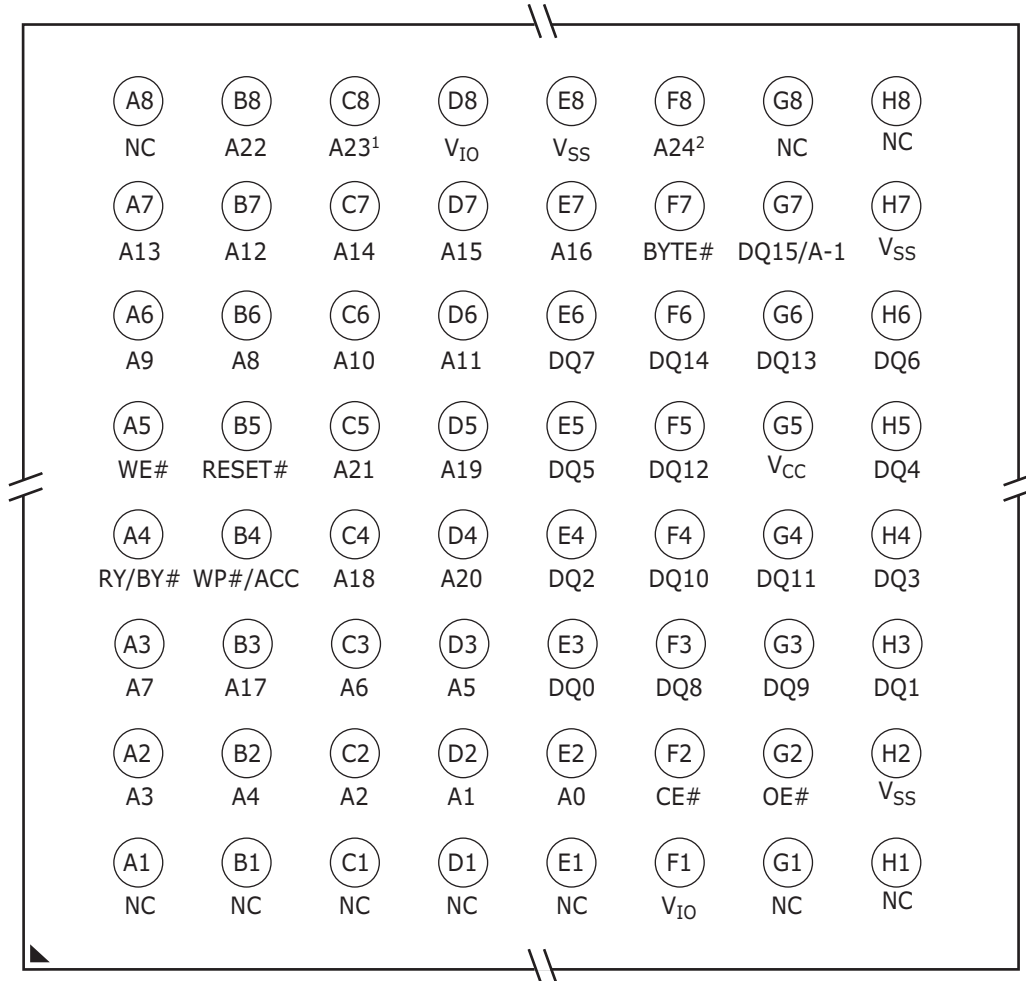 A8 B8 C8 D8 E8 F8 G8 H8
NC A22 A23¹ V_IO V_SS A24² NC NC
A7 B7 C7 D7 E7 F7 G7 H7
A13 A12 A14 A15 A16 BYTE# DQ15/A-1 V_SS
A6 B6 C6 D6 E6 F6 G6 H6
A9 A8 A10 A11 DQ7 DQ14 DQ13 DQ6
A5 B5 C5 D5 E5 F5 G5 H5
WE# RESET# A21 A19 DQ5 DQ12 V_CC DQ4
A4 B4 C4 D4 E4 F4 G4 H4
RY/BY# WP#/ACC A18 A20 DQ2 DQ10 DQ11 DQ3
A3 B3 C3 D3 E3 F3 G3 H3
A7 A17 A6 A5 DQ0 DQ8 DQ9 DQ1
A2 B2 C2 D2 E2 F2 G2 H2
A3 A4 A2 A1 A0 CE# OE# V_SS
A1 B1 C1 D1 E1 F1 G1 H1
NC NC NC NC NC V_IO NC NC